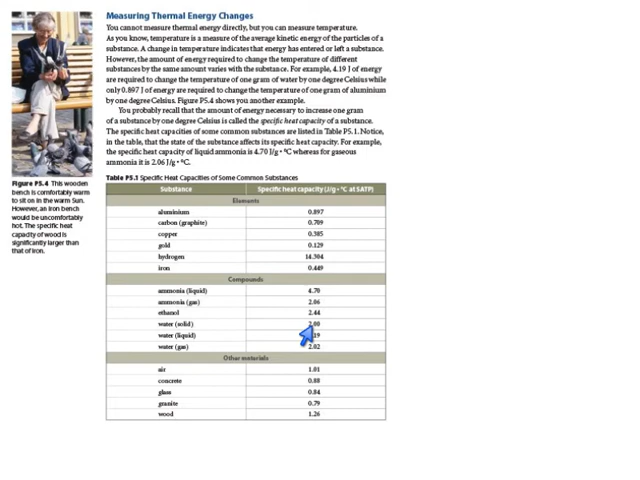 Measuring Thermal Energy Changes
You cannot measure thermal energy directly, but you can measure temperature.
As you know, temperature is a measure of the average kinetic energy of the particles of a
substance. A change in temperature indicates that energy has entered or left a substance.
However, the amount of energy required to change the temperature of different
substances by the same amount varies with the substance. For example, 4.19 J of energy
are required to change the temperature of one gram of water by one degree Celsius while
only 0.897 J of energy are required to change the temperature of one gram of aluminium
by one degree Celsius. Figure P5.4 shows you another example.
You probably recall that the amount of energy necessary to increase one gram
of a substance by one degree Celsius is called the specific heat capacity of a substance.
The specific heat capacities of some common substances are listed in Table P5.1. Notice,
in the table, that the state of the substance affects its specific heat capacity. For example,
the specific heat capacity of liquid ammonia is 4.70 J/g • °C whereas for gaseous
ammonia it is 2.06 J/g • °C.
Figure P5.4 This wooden
bench is comfortably warm
to sit on in the warm Sun.
However, an iron bench
would be uncomfortably
hot. The specific heat
capacity of wood is
significantly larger than
that of iron.
Table P5.1 Specific Heat Capacities of Some Common Substances
Substance Specific heat capacity (J/g • °C at SATP)
Elements
aluminium 0.897
carbon (graphite) 0.709
copper 0.385
gold 0.129
hydrogen 14.304
iron 0.449
Compounds
ammonia (liquid) 4.70
ammonia (gas) 2.06
ethanol 2.44
water (solid) 2.00
water (liquid) 19
water (gas) 2.02
Other materials
air 1.01
concrete 0.88
glass 0.84
granite 0.79
wood 1.26